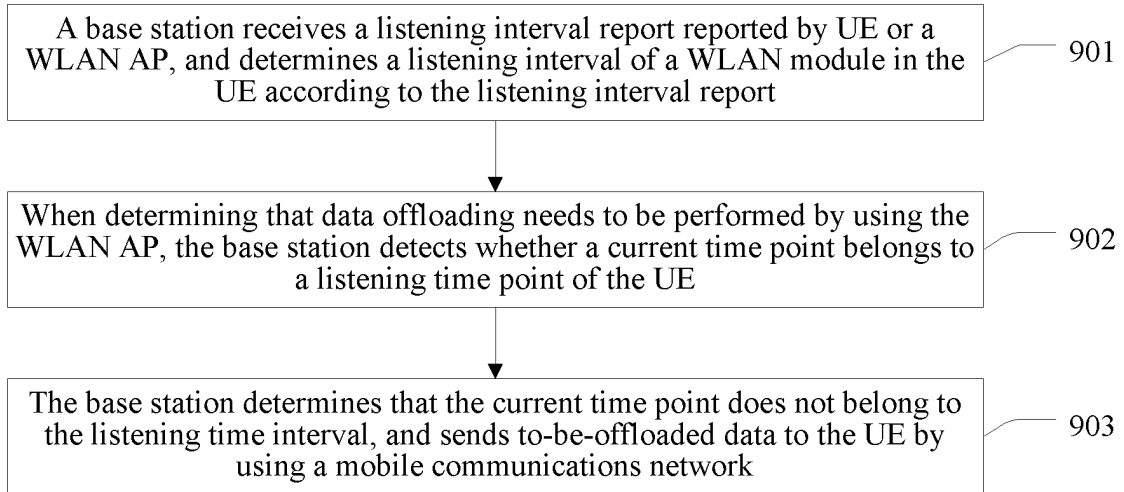 A base station receives a listening interval report reported by UE or a
WLAN AP, and determines a listening interval of a WLAN module in the
UE according to the listening interval report
901
When determining that data offloading needs to be performed by using the
WLAN AP, the base station detects whether a current time point belongs to
a listening time point of the UE
902
The base station determines that the current time point does not belong to
the listening time interval, and sends to-be-offloaded data to the UE by
using a mobile communications network
903